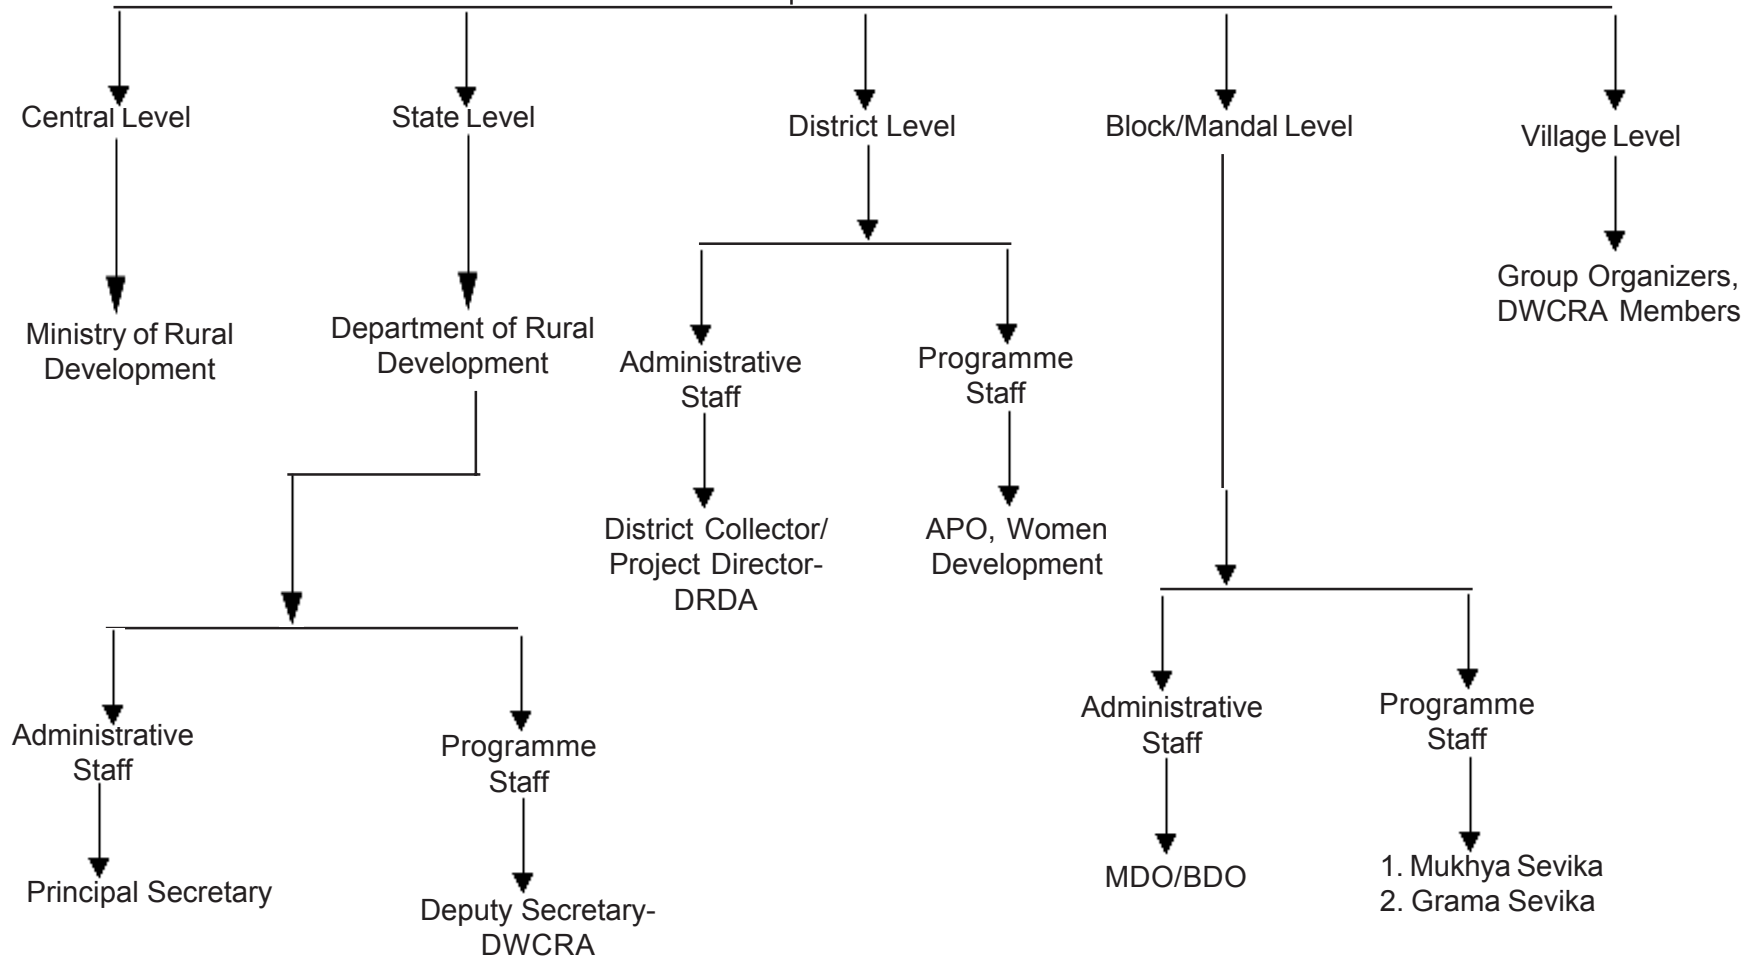 Central Level
State Level
District Level
Block/Mandal Level
Village Level
Ministry of Rural
Development
Department of Rural
Development
Administrative
Staff
Programme
Staff
Group Organizers,
DWCRA Members
District Collector/
Project Director-
DRDA
APO, Women
Development
Administrative
Staff
Programme
Staff
Administrative
Staff
Programme
Staff
Principal Secretary
Deputy Secretary-
DWCRA
MDO/BDO
1. Mukhya Sevika
2. Grama Sevika